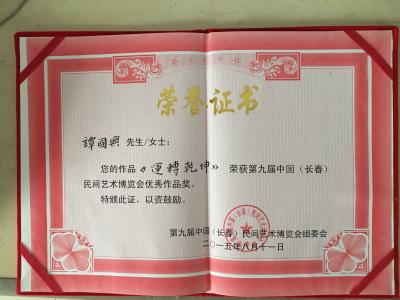 荣誉证书
譚國興 先生/女士:
您的作品《運轉乾坤》荣获第九届中国(长春)
民间艺术博览会优秀作品奖。
特颁此证,以资鼓励。
第九届中国(长春)民间艺术博览会组委会
二〇一五年八月十一日